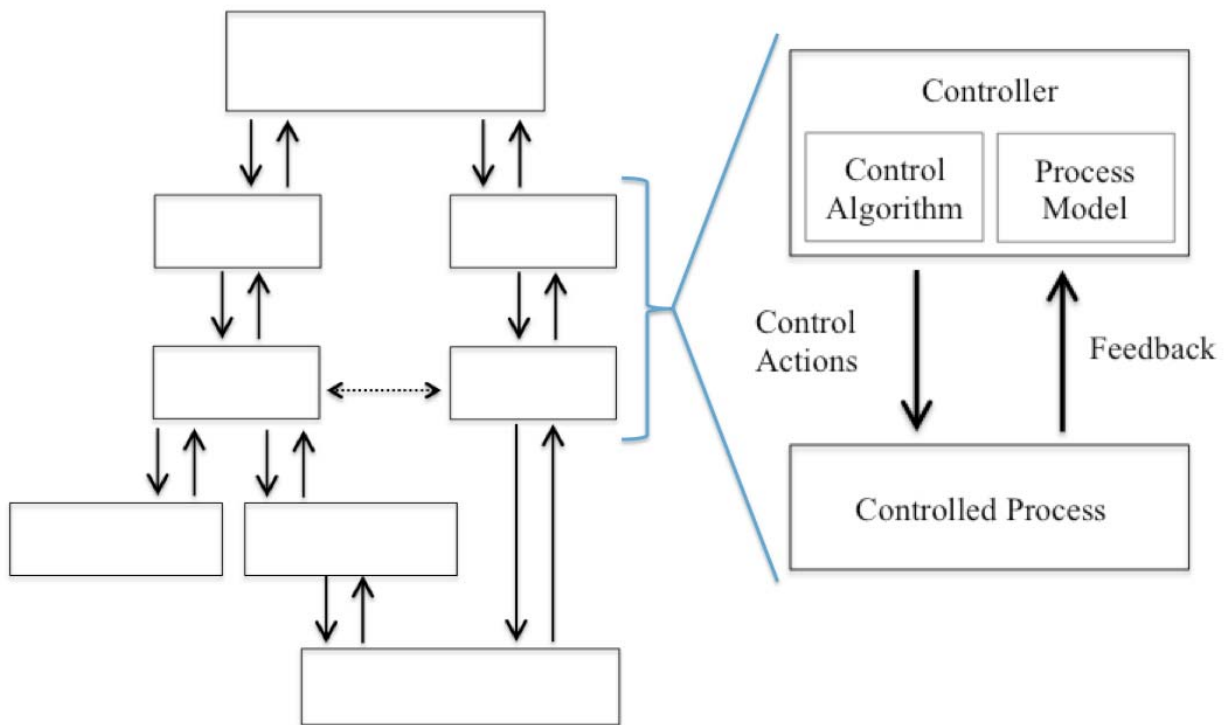 Controller
Control
Algorithm
Process
Model
Control
Actions
Feedback
Controlled Process